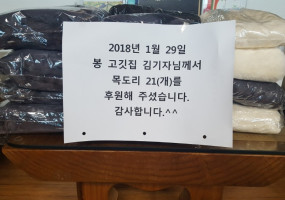 2018년 1월 29일
봉 고깃집 김기자님께서
목도리 21(개)를
후원해 주셨습니다.
감사합니다.^^